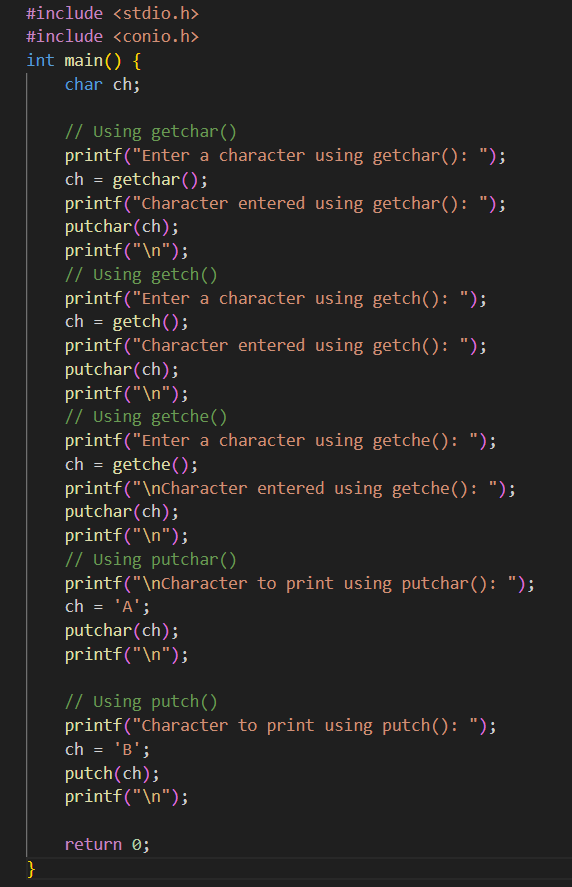 #include <stdio.h>
#include <conio.h>
int main() {
    char ch;

    // Using getchar()
    printf("Enter a character using getchar(): ");
    ch = getchar();
    printf("Character entered using getchar(): ");
    putchar(ch);
    printf("\n");
    // Using getch()
    printf("Enter a character using getch(): ");
    ch = getch();
    printf("Character entered using getch(): ");
    putchar(ch);
    printf("\n");
    // Using getche()
    printf("Enter a character using getche(): ");
    ch = getche();
    printf("\nCharacter entered using getche(): ");
    putchar(ch);
    printf("\n");
    // Using putchar()
    printf("\nCharacter to print using putchar(): ");
    ch = 'A';
    putchar(ch);
    printf("\n");

    // Using putch()
    printf("Character to print using putch(): ");
    ch = 'B';
    putch(ch);
    printf("\n");

    return 0;
}